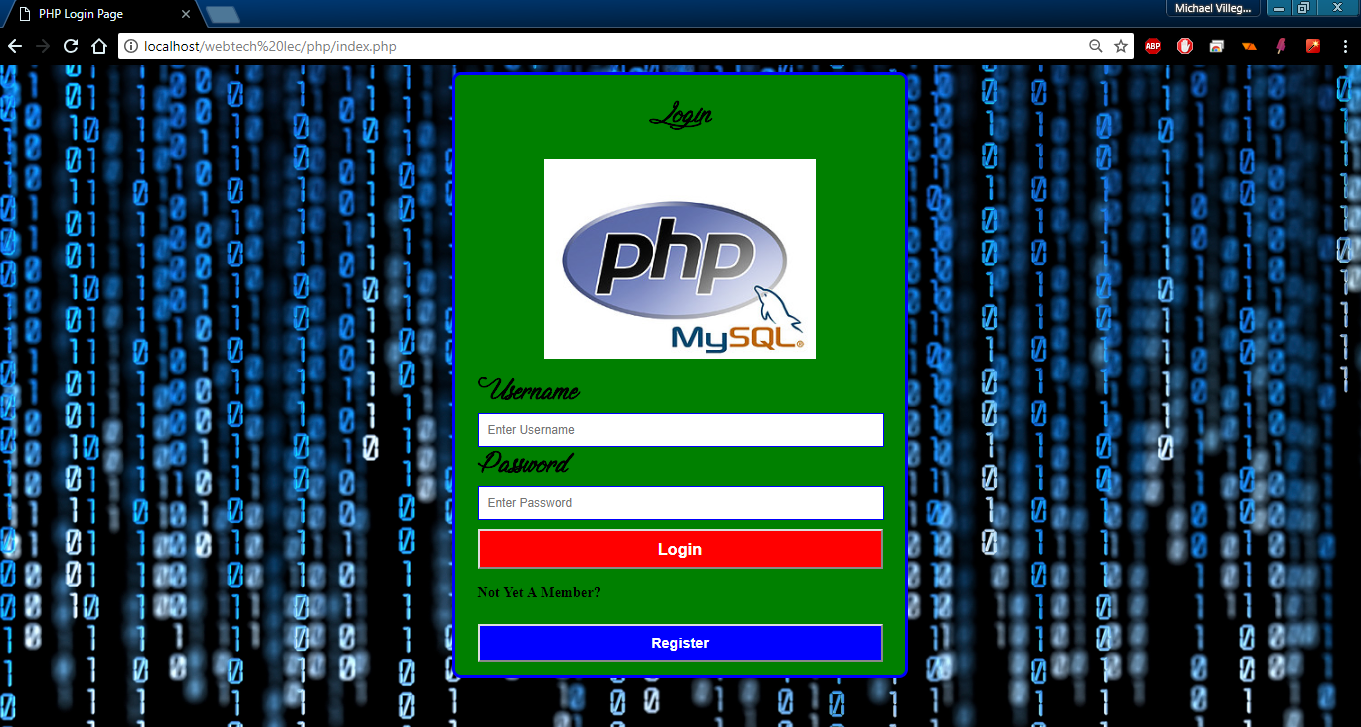 PHP Login Page
Michael Villeg...
localhost/webtech%20lec/php/index.php
ABP
Login
php
MySQL®
Username
Enter Username
Password
Enter Password
Login
Not Yet A Member?
Register